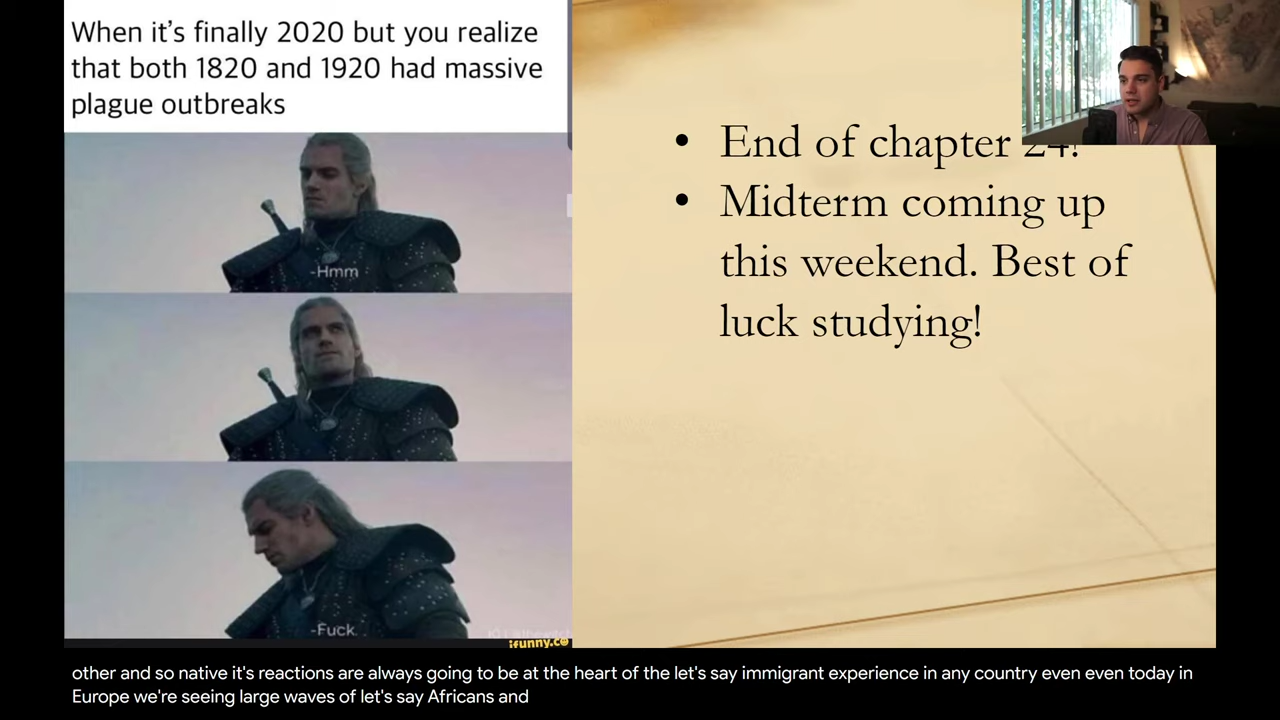 When it's finally 2020 but you realize
that both 1820 and 1920 had massive
plague outbreaks
-Hmm
-Fuck
ifunny.co
• End of chapter 24!
• Midterm coming up
this weekend. Best of
luck studying!
other and so native it's reactions are always going to be at the heart of the let's say immigrant experience in any country even even today in
Europe we're seeing large waves of let's say Africans and